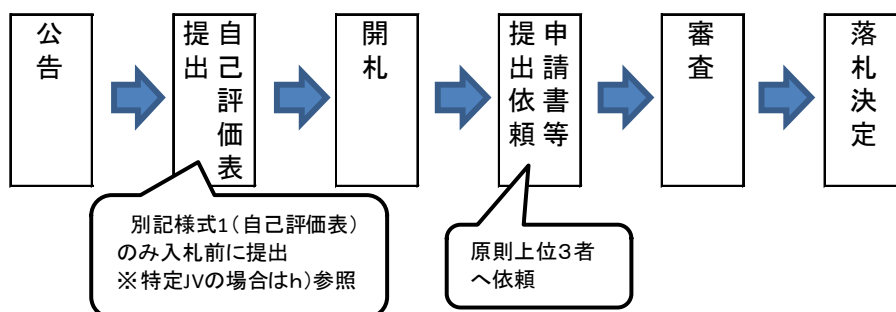 公告
自己評価表
提出
開札
申請書等
提出依頼
審査
落札決定
別記様式1(自己評価表)
のみ入札前に提出
※特定JVの場合はh)参照
原則上位3者
へ依頼